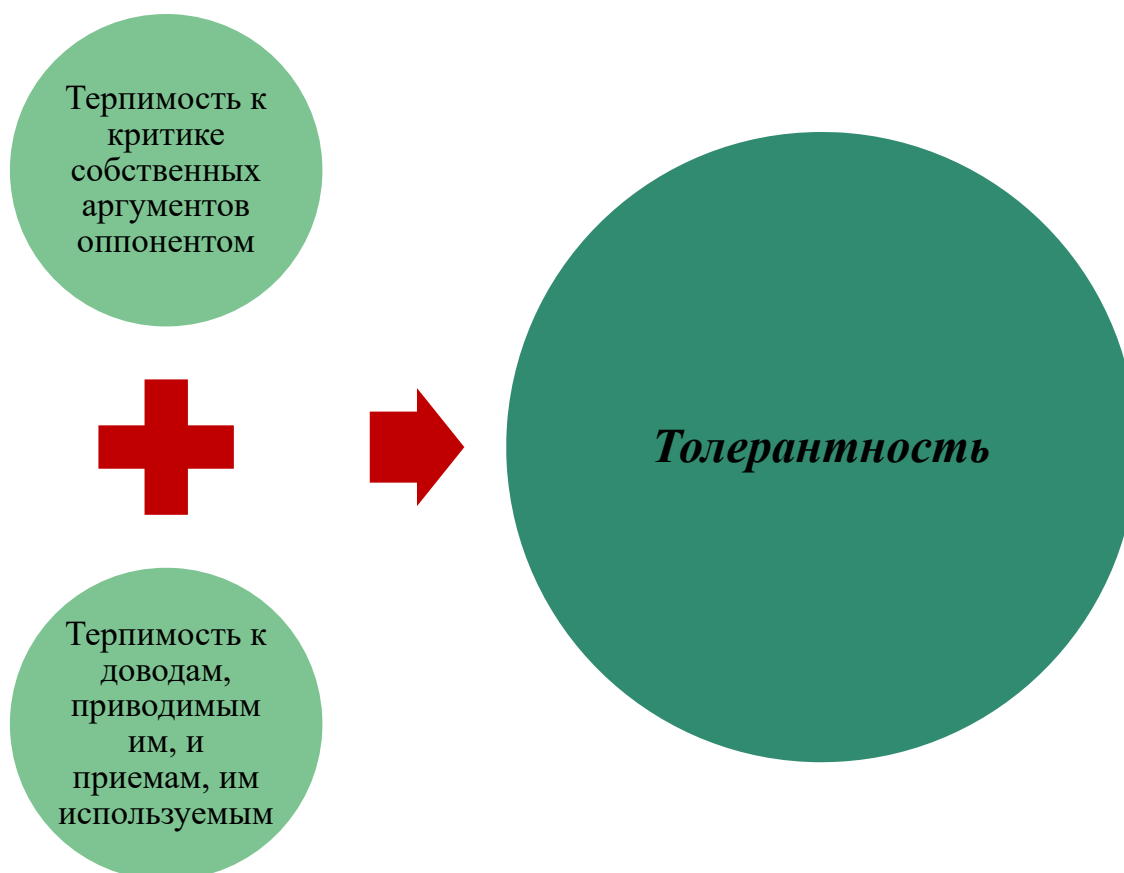 Терпимость к
критике
собственных
аргументов
оппонентом
Терпимость к
доводам,
приводимым
им, и
приемам, им
используемым
Толерантность